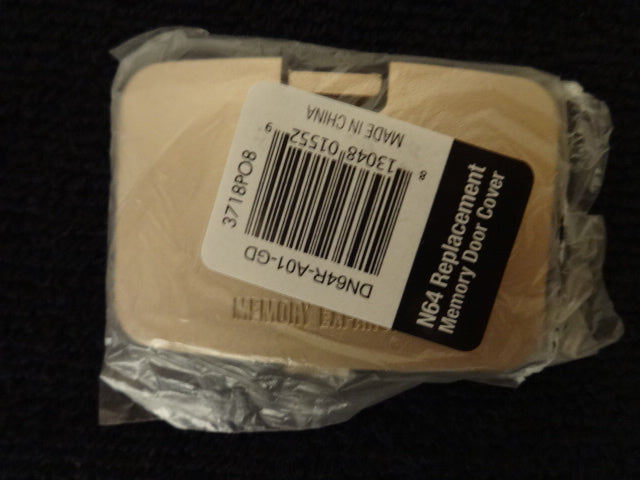 N64 Replacement
Memory Door Cover
MADE IN CHINA
8 13048 01552 9
3718PO8
DN64R-A01-GD
MEMORY